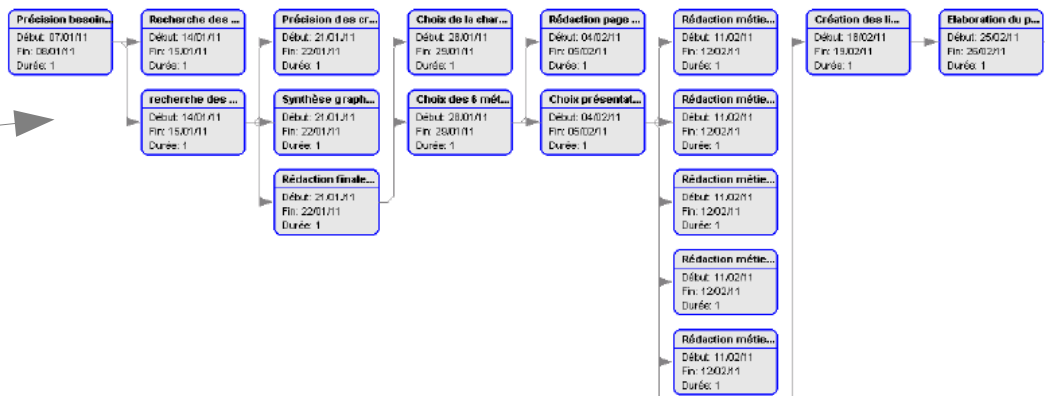 Précision besoin...
Début: 07/01/11
Fin: 08/01/11
Durée: 1
Recherche des ...
Début: 14/01/11
Fin: 15/01/11
Durée: 1
Précision des cr...
Début: 21/01/11
Fin: 22/01/11
Durée: 1
Choix de la char...
Début: 28/01/11
Fin: 29/01/11
Durée: 1
Rédaction page ...
Début: 04/02/11
Fin: 05/02/11
Durée: 1
Rédaction métie...
Début: 11/02/11
Fin: 12/02/11
Durée: 1
Création des li...
Début: 18/02/11
Fin: 19/02/11
Durée: 1
Elaboration du p...
Début: 25/02/11
Fin: 26/02/11
Durée: 1
recherche des ...
Début: 14/01/11
Fin: 15/01/11
Durée: 1
Synthèse graph...
Début: 21/01/11
Fin: 22/01/11
Durée: 1
Choix des 6 mét...
Début: 28/01/11
Fin: 29/01/11
Durée: 1
Choix présentat...
Début: 04/02/11
Fin: 05/02/11
Durée: 1
Rédaction métie...
Début: 11/02/11
Fin: 12/02/11
Durée: 1
Rédaction finale...
Début: 21/01/11
Fin: 22/01/11
Durée: 1
Rédaction métie...
Début: 11/02/11
Fin: 12/02/11
Durée: 1
Rédaction métie...
Début: 11/02/11
Fin: 12/02/11
Durée: 1
Rédaction métie...
Début: 11/02/11
Fin: 12/02/11
Durée: 1